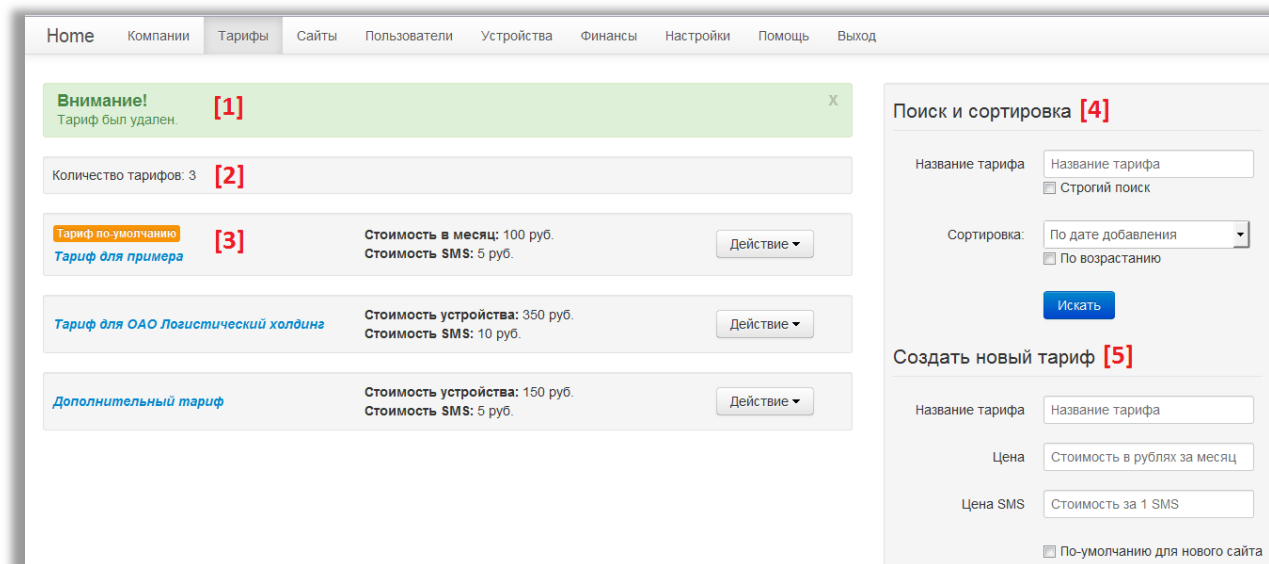 Home Компании Тарифы Сайты Пользователи Устройства Финансы Настройки Помощь Выход
Внимание! [1] X
Тариф был удален.
Количество тарифов: 3 [2]
Тариф по-умолчанию [3]
Тариф для примера
Стоимость в месяц: 100 руб.
Стоимость SMS: 5 руб.
Действие
Тариф для ОАО Логистический холдинг
Стоимость устройства: 350 руб.
Стоимость SMS: 10 руб.
Действие
Дополнительный тариф
Стоимость устройства: 150 руб.
Стоимость SMS: 5 руб.
Действие
Поиск и сортировка [4]
Название тарифа Название тарифа
Строгий поиск
Сортировка: По дате добавления
По возрастанию
Искать
Создать новый тариф [5]
Название тарифа Название тарифа
Цена Стоимость в рублях за месяц
Цена SMS Стоимость за 1 SMS
По-умолчанию для нового сайта